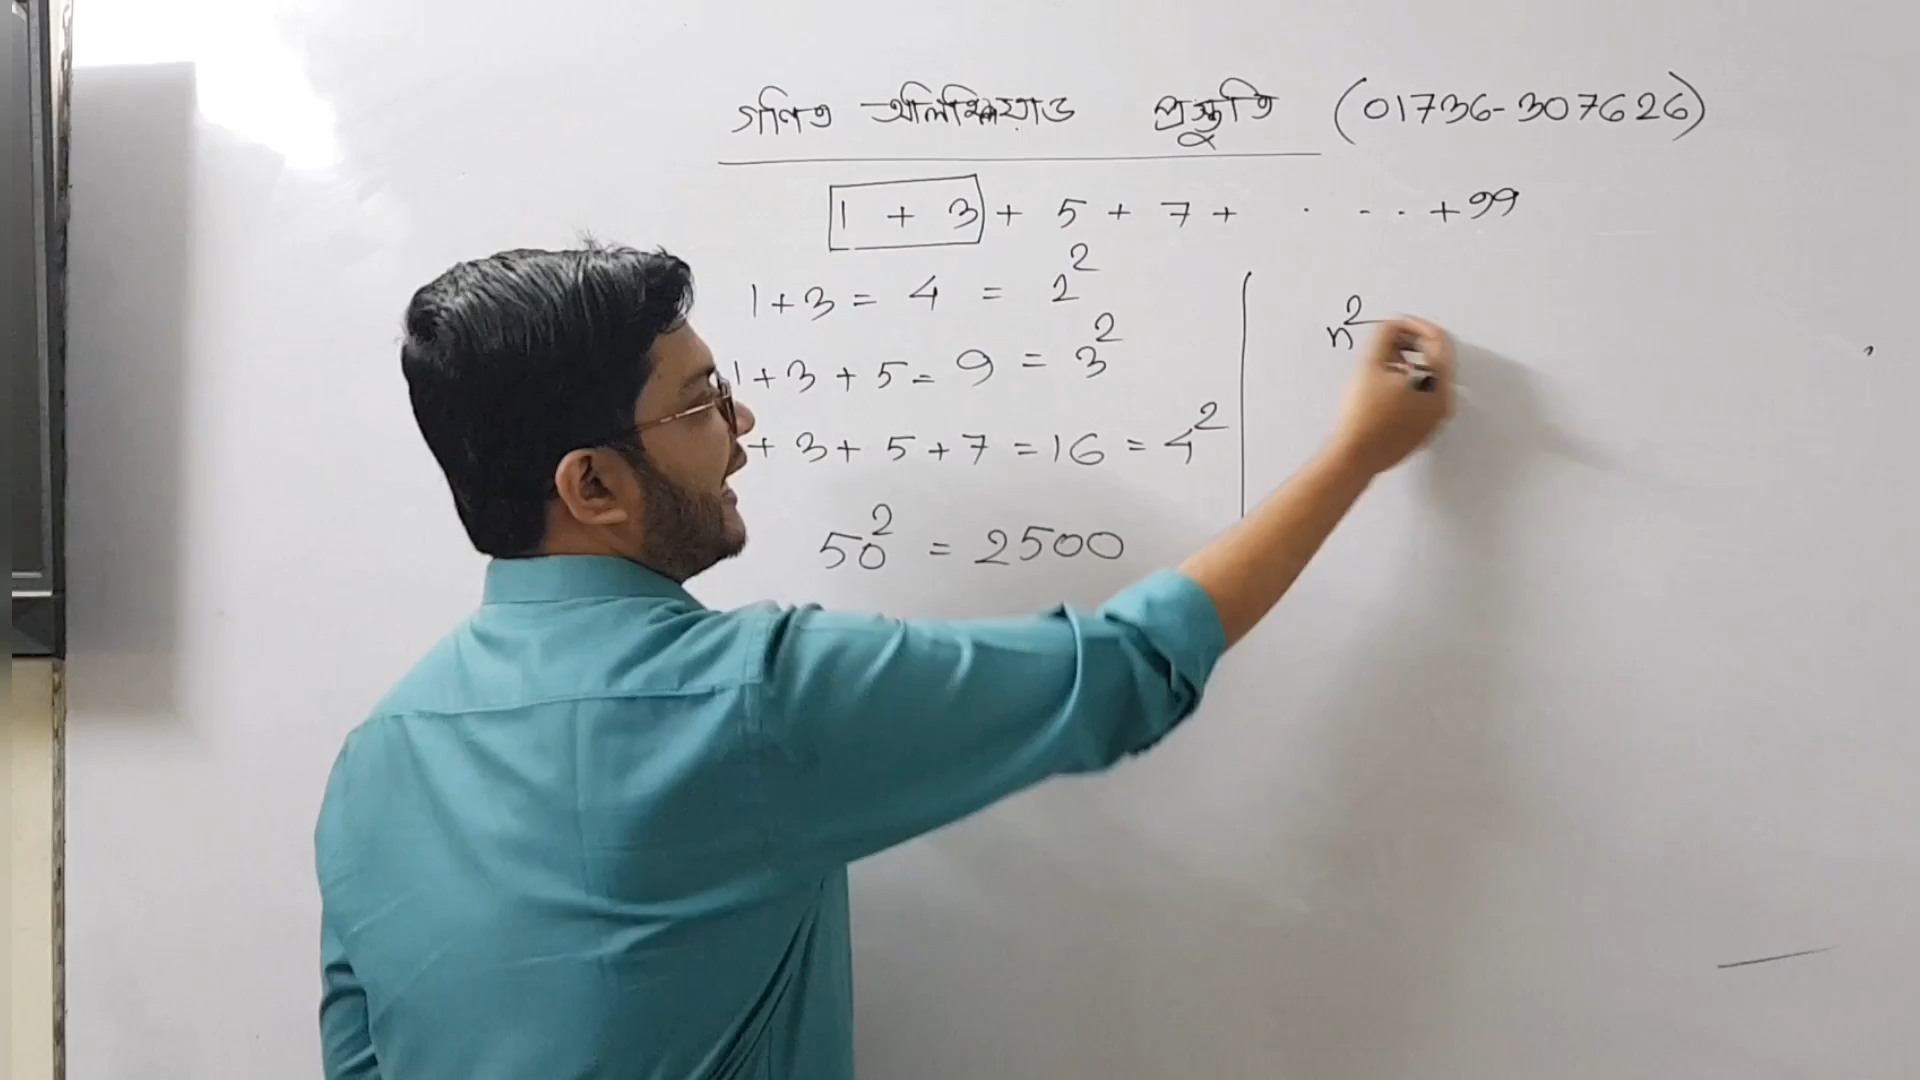 গনিত অলিম্পিয়াড প্রস্তুতি (01736-307626)
1 + 3 + 5 + 7 + · - · · + 99
1 + 3 = 4 = 2²
1 + 3 + 5 = 9 = 3²
+ 3 + 5 + 7 = 16 = 4²
50² = 2500
n²